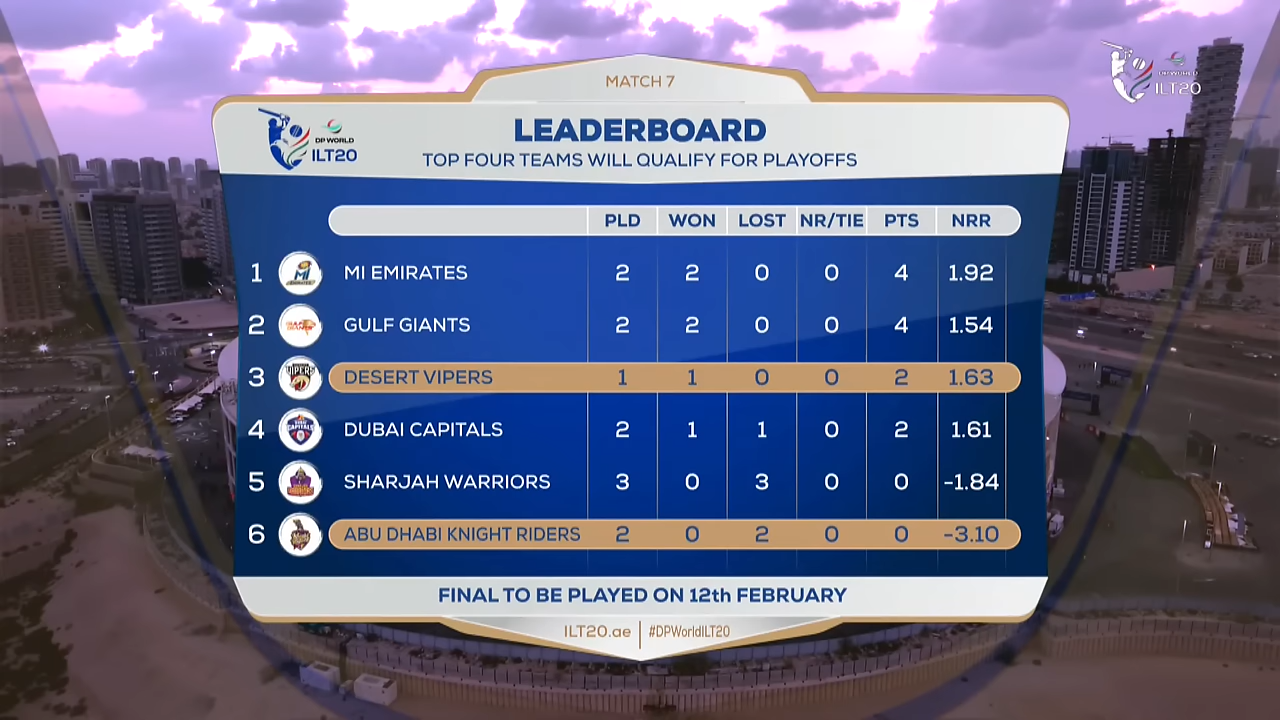 MATCH 7
DP WORLD
ILT20
LEADERBOARD
TOP FOUR TEAMS WILL QUALIFY FOR PLAYOFFS
DP WORLD
ILT20
PLD WON LOST NR/TIE PTS NRR
1 MI EMIRATES 2 2 0 0 4 1.92
2 GULF GIANTS 2 2 0 0 4 1.54
3 VIPERS DESERT VIPERS 1 1 0 0 2 1.63
4 CAPITALS DUBAI CAPITALS 2 1 1 0 2 1.61
5 SHARJAH WARRIORS 3 0 3 0 0 -1.84
6 ABU DHABI KNIGHT RIDERS 2 0 2 0 0 -3.10
FINAL TO BE PLAYED ON 12th FEBRUARY
ILT20.ae #DPWorldILT20